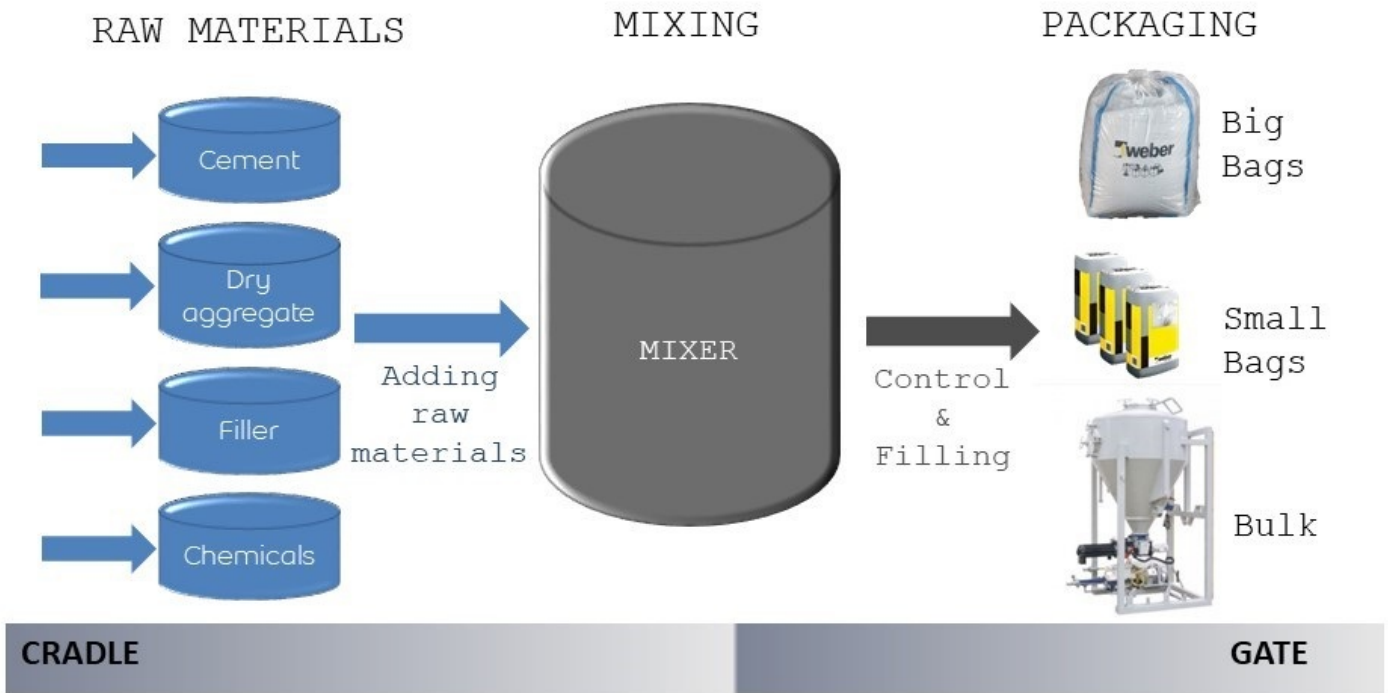 RAW MATERIALS
MIXING
PACKAGING
Cement
Dry
aggregate
Filler
Chemicals
Adding
raw
materials
MIXER
Control
&
Filling
weber
Big
Bags
Small
Bags
Bulk
CRADLE
GATE